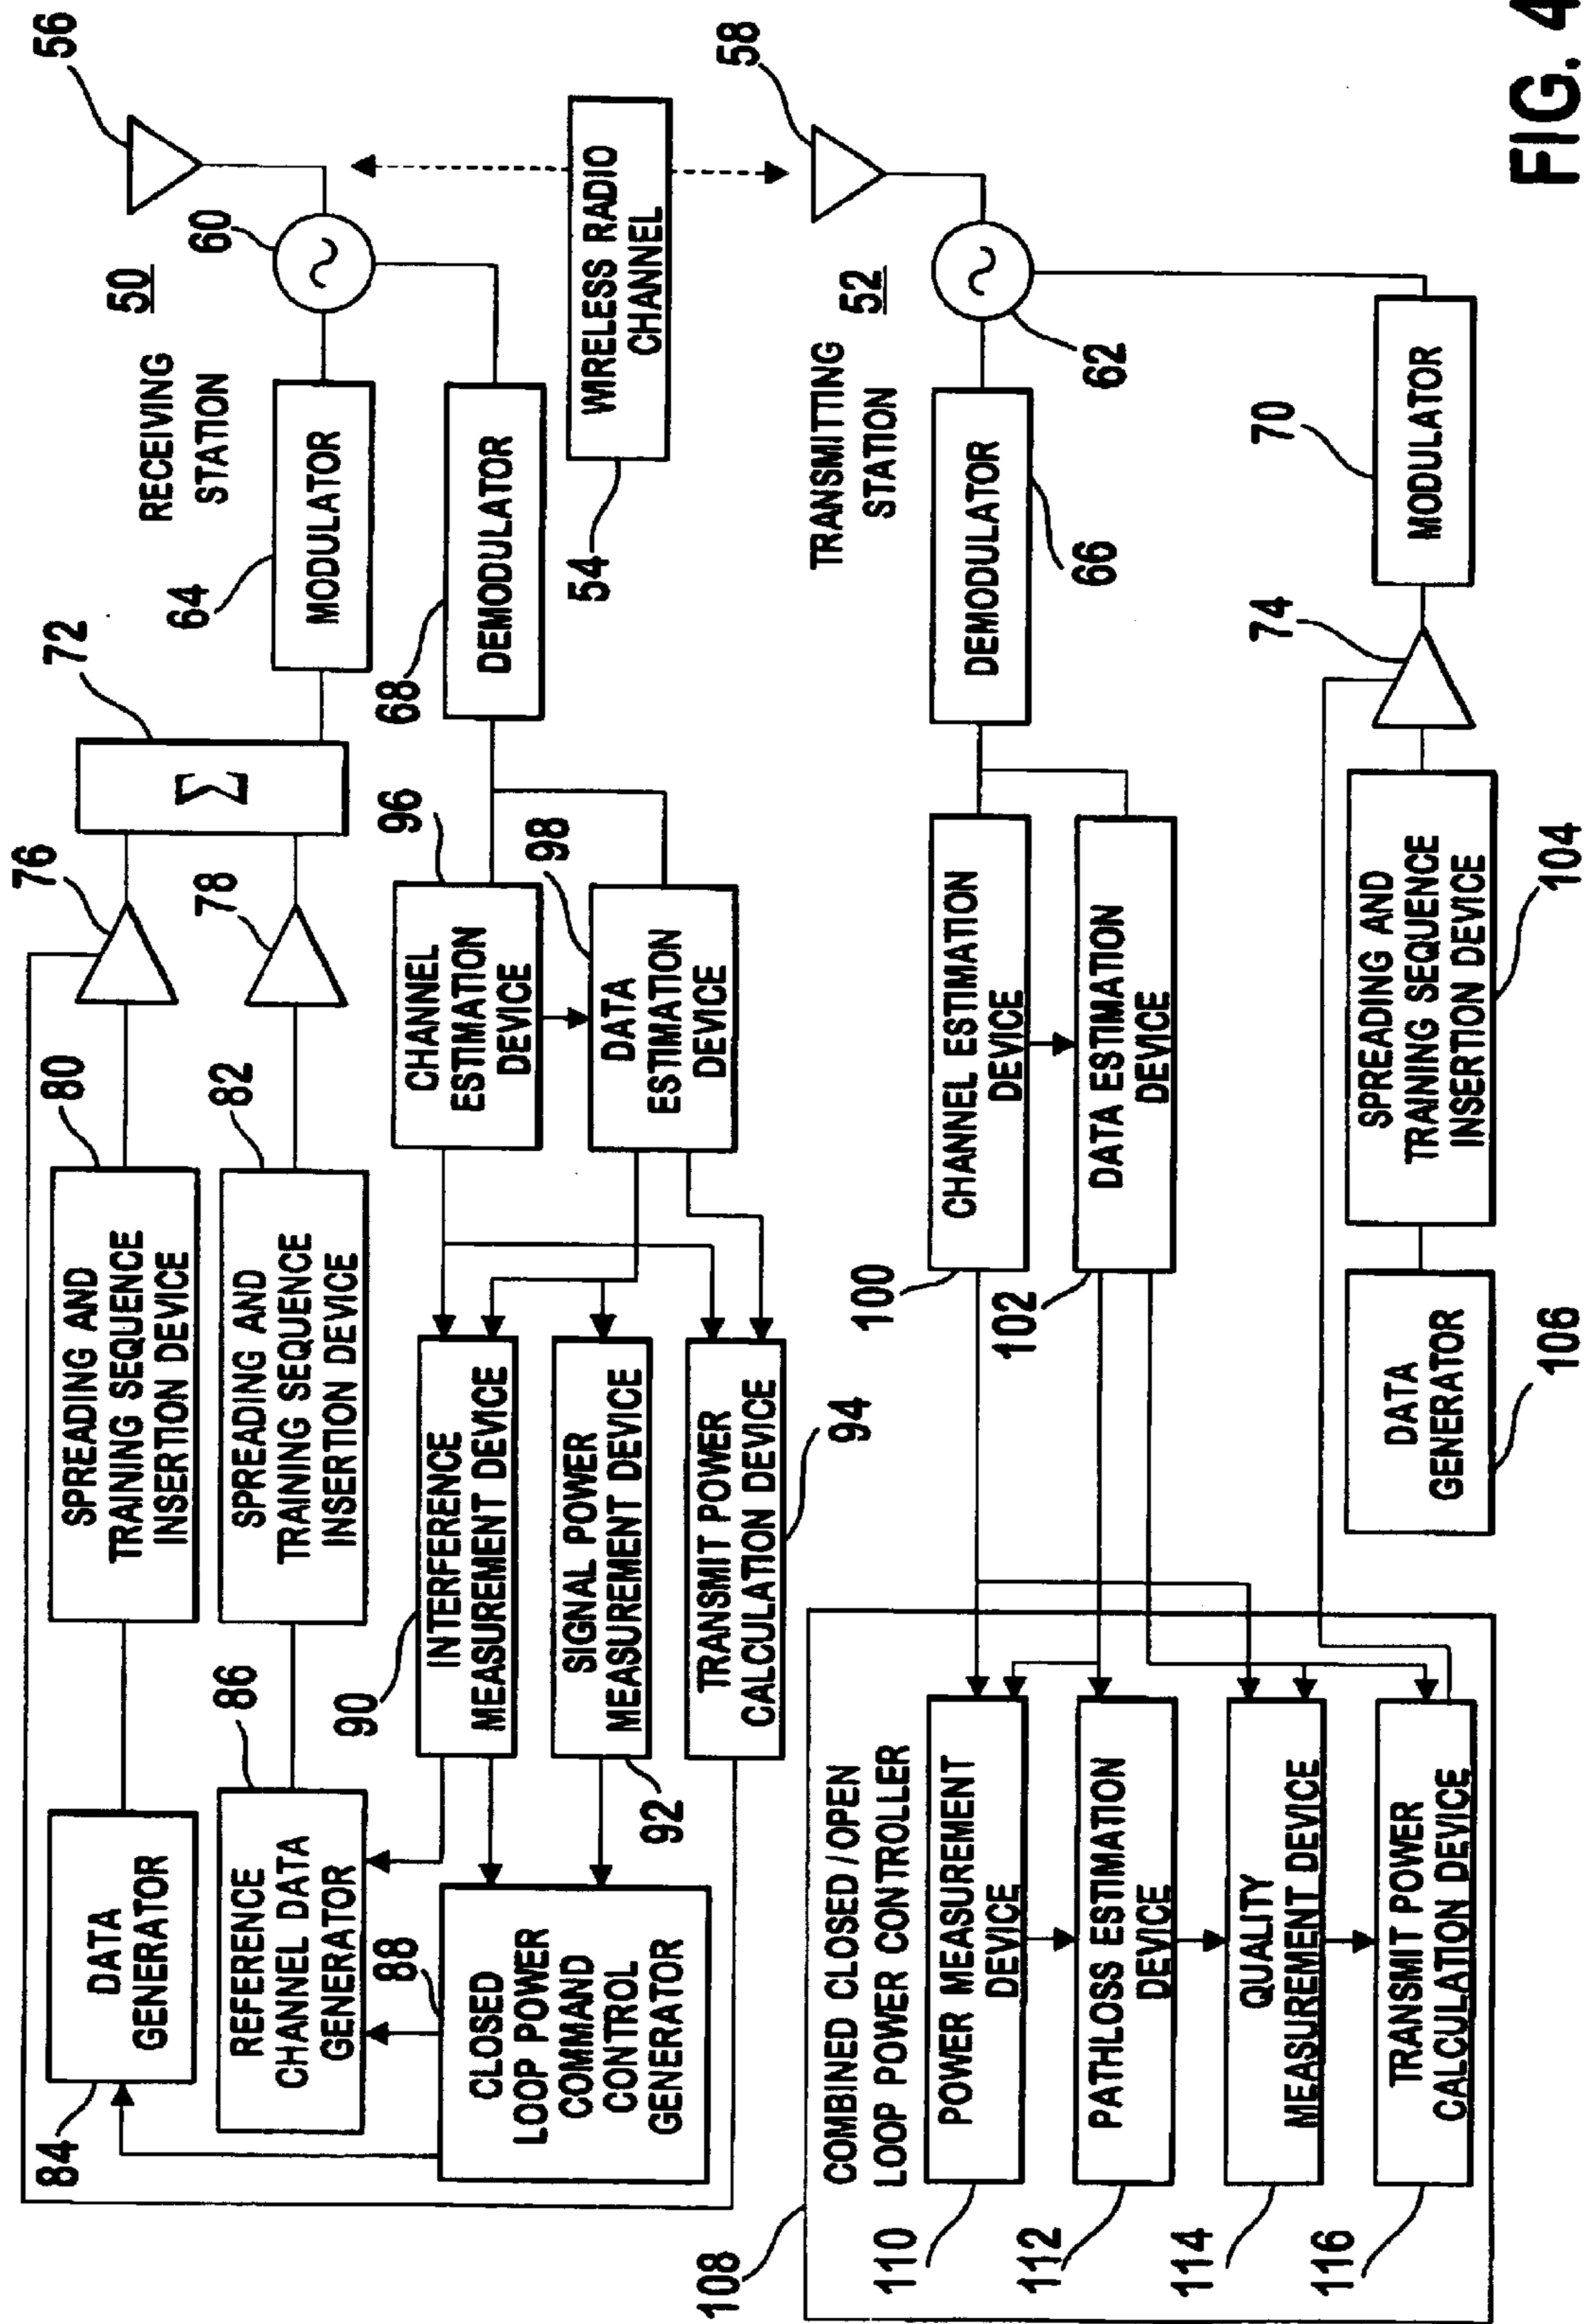 FIG. 4
84
DATA
GENERATOR
80
SPREADING AND
TRAINING SEQUENCE
INSERTION DEVICE
76
72
Σ
86
REFERENCE
CHANNEL DATA
GENERATOR
82
SPREADING AND
TRAINING SEQUENCE
INSERTION DEVICE
78
64
MODULATOR
RECEIVING
STATION
50
60
56
88
CLOSED
LOOP POWER
COMMAND
CONTROL
GENERATOR
90
INTERFERENCE
MEASUREMENT DEVICE
92
SIGNAL POWER
MEASUREMENT DEVICE
TRANSMIT POWER
CALCULATION DEVICE
94
96
CHANNEL
ESTIMATION
DEVICE
98
DATA
ESTIMATION
DEVICE
68
DEMODULATOR
54
WIRELESS RADIO
CHANNEL
58
TRANSMITTING
STATION
52
62
DEMODULATOR
66
100
CHANNEL ESTIMATION
DEVICE
102
DATA ESTIMATION
DEVICE
108
COMBINED CLOSED/OPEN
LOOP POWER CONTROLLER
110
POWER MEASUREMENT
DEVICE
112
PATHLOSS ESTIMATION
DEVICE
114
QUALITY
MEASUREMENT DEVICE
116
TRANSMIT POWER
CALCULATION DEVICE
DATA
GENERATOR
106
SPREADING AND
TRAINING SEQUENCE
INSERTION DEVICE
104
74
70
MODULATOR